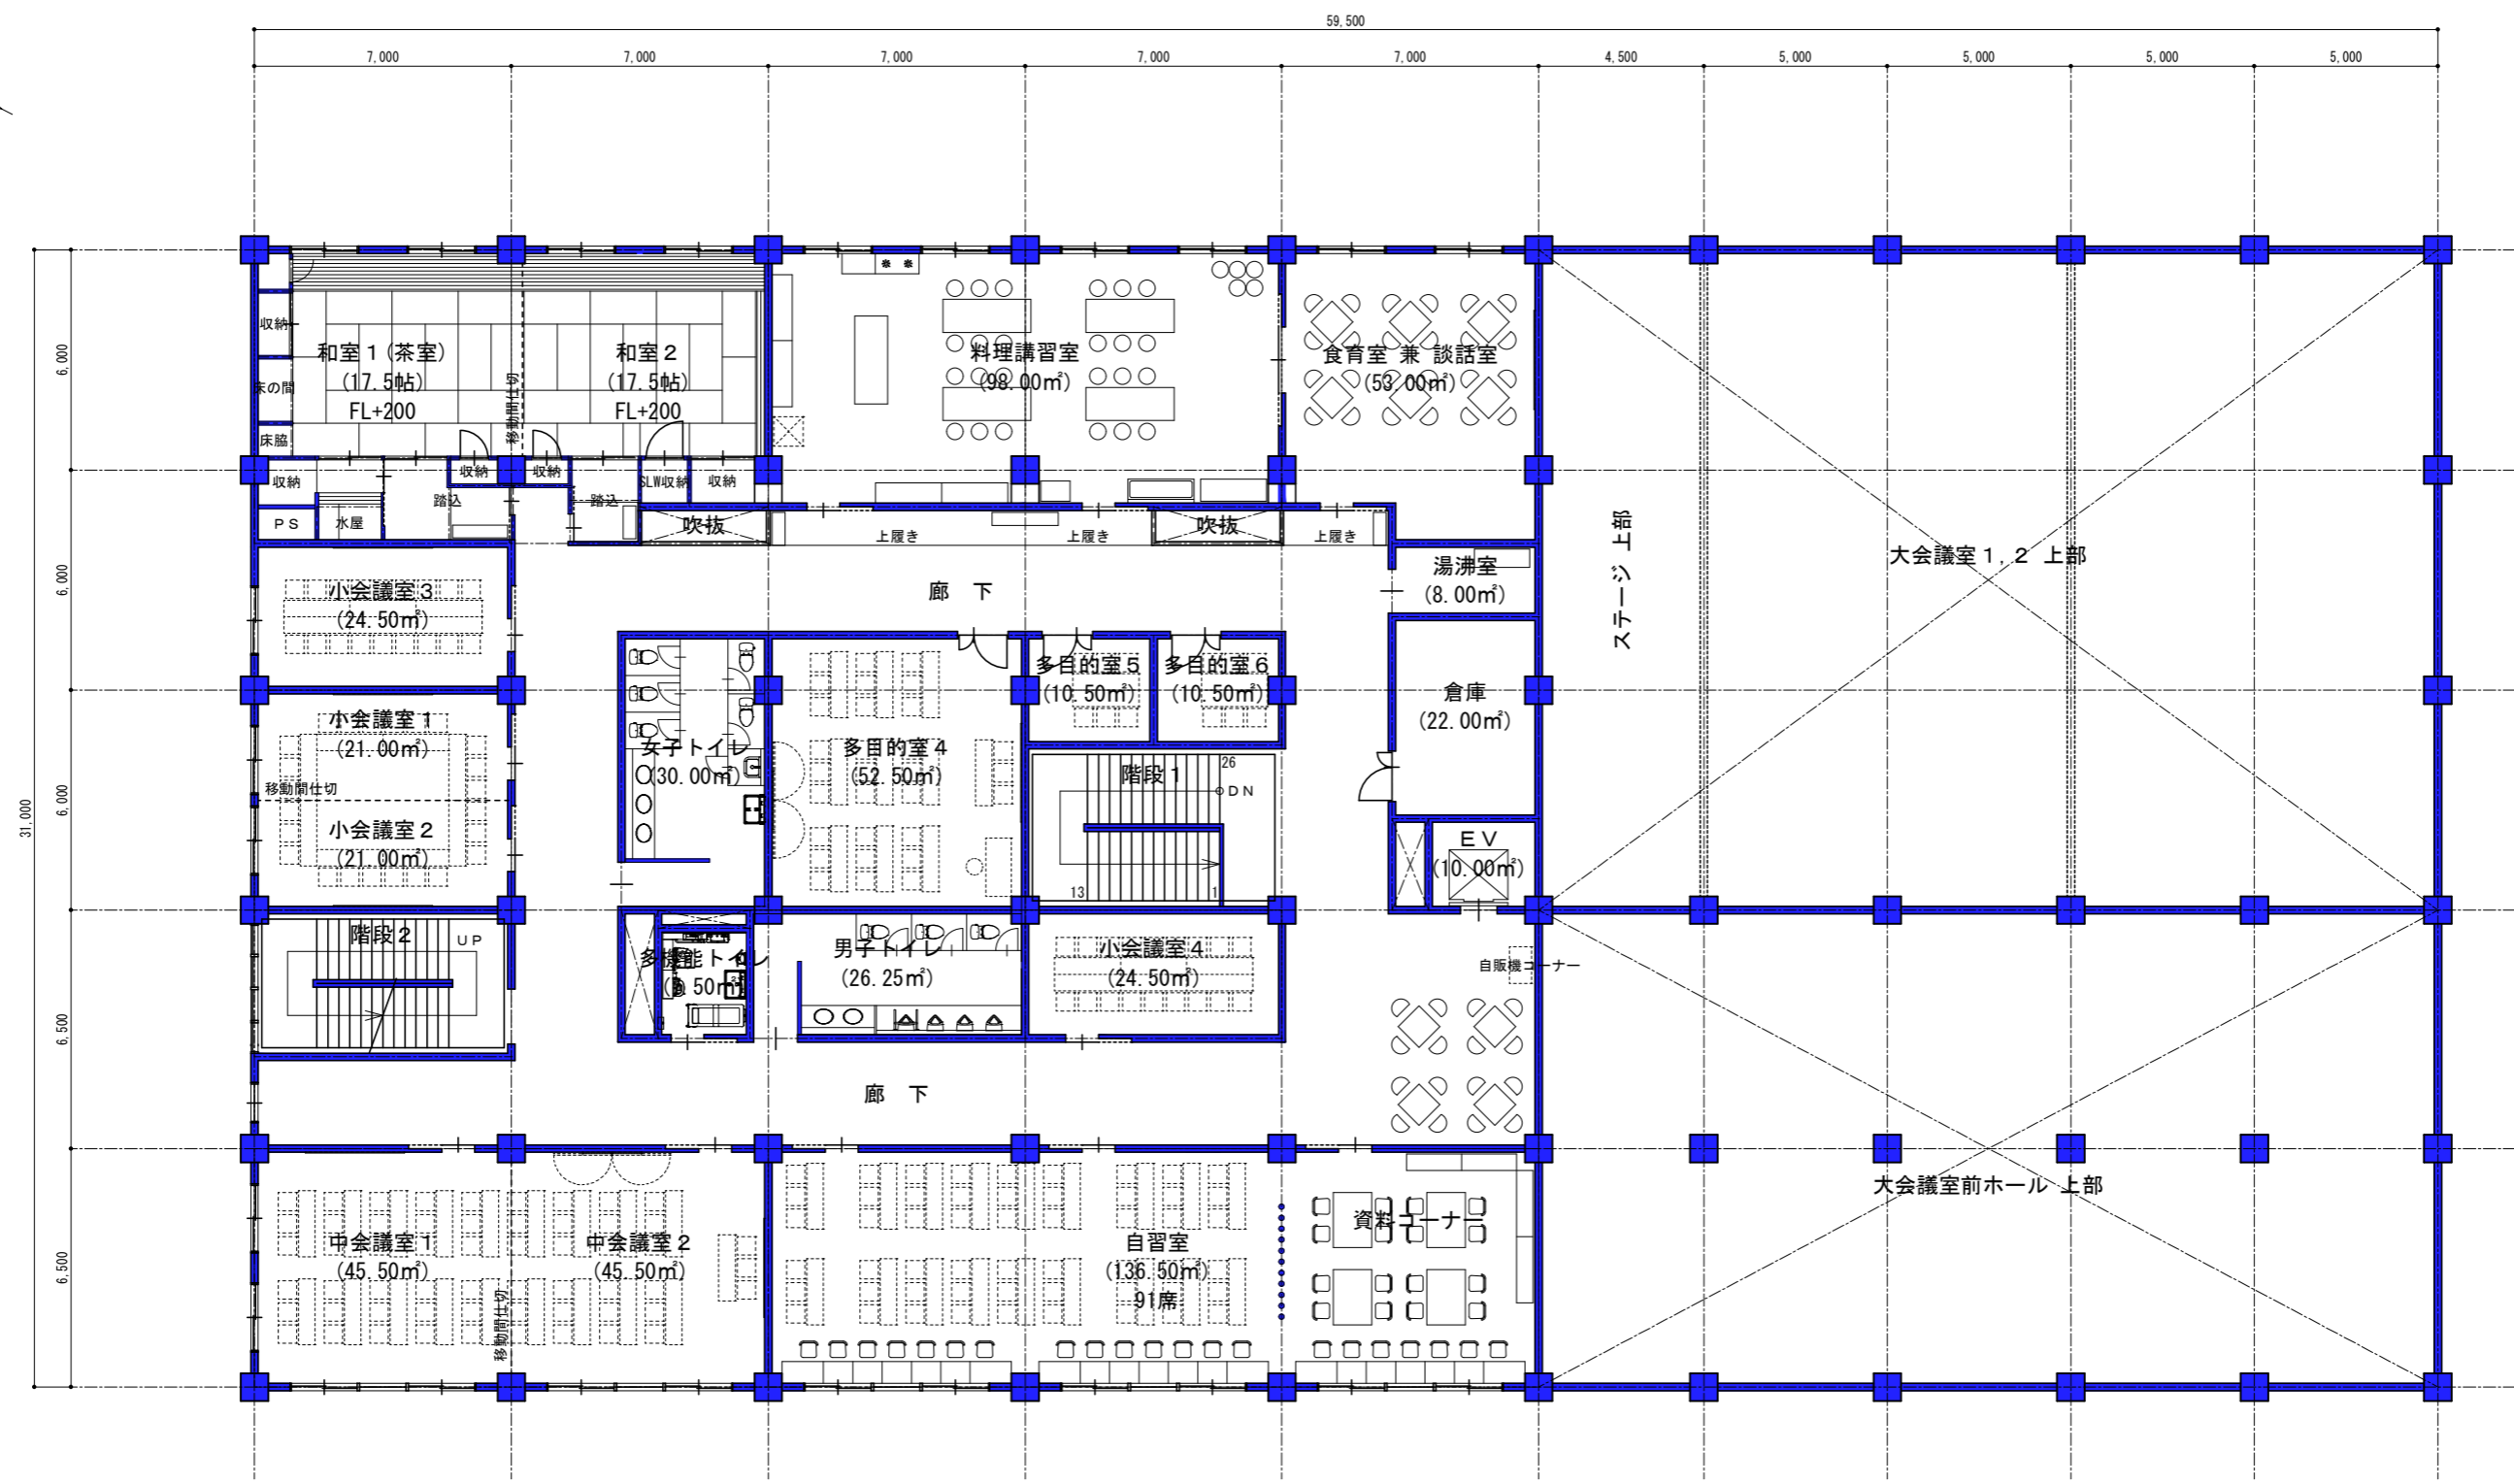 59,500
7,000
7,000
7,000
7,000
7,000
4,500
5,000
5,000
5,000
5,000
31,000
6,000
6,000
6,000
6,500
6,500
収納
床の間
床脇
和室１(茶室)
(17.5帖)
FL+200
移動間仕切
和室２
(17.5帖)
FL+200
料理講習室
(98.00㎡)
食育室 兼 談話室
(53.00㎡)
収納
ＰＳ
水屋
踏込
収納
収納
踏込
SLW収納
収納
吹抜
上履き
上履き
吹抜
上履き
湯沸室
(8.00㎡)
ステージ 上部
大会議室１,２ 上部
小会議室３
(24.50㎡)
廊　下
小会議室１
(21.00㎡)
移動間仕切
小会議室２
(21.00㎡)
女子トイレ
(30.00㎡)
多目的室４
(52.50㎡)
多目的室５
(10.50㎡)
多目的室６
(10.50㎡)
倉庫
(22.00㎡)
階段１
26
ＤＮ
13
1
ＥＶ
(10.00㎡)
階段２
ＵＰ
多機能トイレ
男子トイレ
(26.25㎡)
小会議室４
(24.50㎡)
自販機コーナー
廊　下
中会議室１
(45.50㎡)
移動間仕切
中会議室２
(45.50㎡)
自習室
(136.50㎡)
91席
資料コーナー
大会議室前ホール 上部